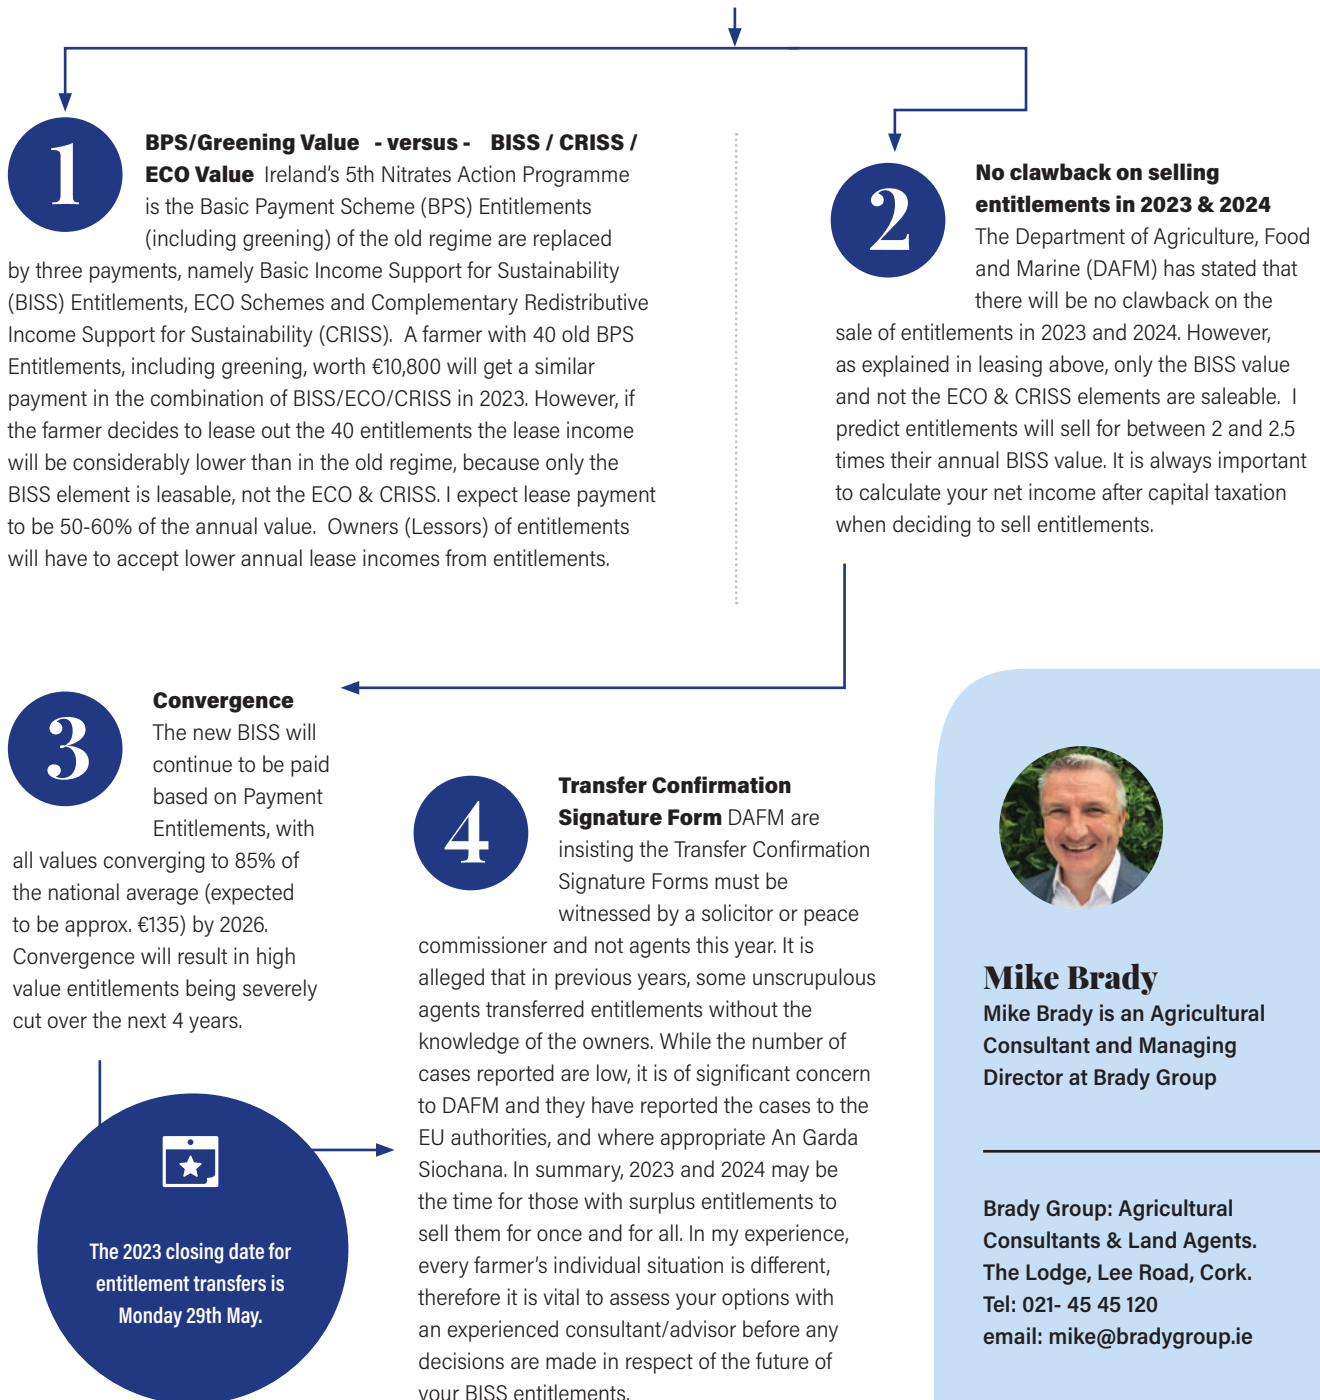 1
BPS/Greening Value - versus - BISS / CRISS /
ECO Value Ireland's 5th Nitrates Action Programme
is the Basic Payment Scheme (BPS) Entitlements
(including greening) of the old regime are replaced
by three payments, namely Basic Income Support for Sustainability
(BISS) Entitlements, ECO Schemes and Complementary Redistributive
Income Support for Sustainability (CRISS). A farmer with 40 old BPS
Entitlements, including greening, worth €10,800 will get a similar
payment in the combination of BISS/ECO/CRISS in 2023. However, if
the farmer decides to lease out the 40 entitlements the lease income
will be considerably lower than in the old regime, because only the
BISS element is leasable, not the ECO & CRISS. I expect lease payment
to be 50-60% of the annual value. Owners (Lessors) of entitlements
will have to accept lower annual lease incomes from entitlements.
2
No clawback on selling
entitlements in 2023 & 2024
The Department of Agriculture, Food
and Marine (DAFM) has stated that
there will be no clawback on the
sale of entitlements in 2023 and 2024. However,
as explained in leasing above, only the BISS value
and not the ECO & CRISS elements are saleable. I
predict entitlements will sell for between 2 and 2.5
times their annual BISS value. It is always important
to calculate your net income after capital taxation
when deciding to sell entitlements.
3
Convergence
The new BISS will
continue to be paid
based on Payment
Entitlements, with
all values converging to 85% of
the national average (expected
to be approx. €135) by 2026.
Convergence will result in high
value entitlements being severely
cut over the next 4 years.
The 2023 closing date for
entitlement transfers is
Monday 29th May.
4
Transfer Confirmation
Signature Form DAFM are
insisting the Transfer Confirmation
Signature Forms must be
witnessed by a solicitor or peace
commissioner and not agents this year. It is
alleged that in previous years, some unscrupulous
agents transferred entitlements without the
knowledge of the owners. While the number of
cases reported are low, it is of significant concern
to DAFM and they have reported the cases to the
EU authorities, and where appropriate An Garda
Siochana. In summary, 2023 and 2024 may be
the time for those with surplus entitlements to
sell them for once and for all. In my experience,
every farmer's individual situation is different,
therefore it is vital to assess your options with
an experienced consultant/advisor before any
decisions are made in respect of the future of
your BISS entitlements.
Mike Brady
Mike Brady is an Agricultural
Consultant and Managing
Director at Brady Group
Brady Group: Agricultural
Consultants & Land Agents.
The Lodge, Lee Road, Cork.
Tel: 021- 45 45 120
email: mike@bradygroup.ie